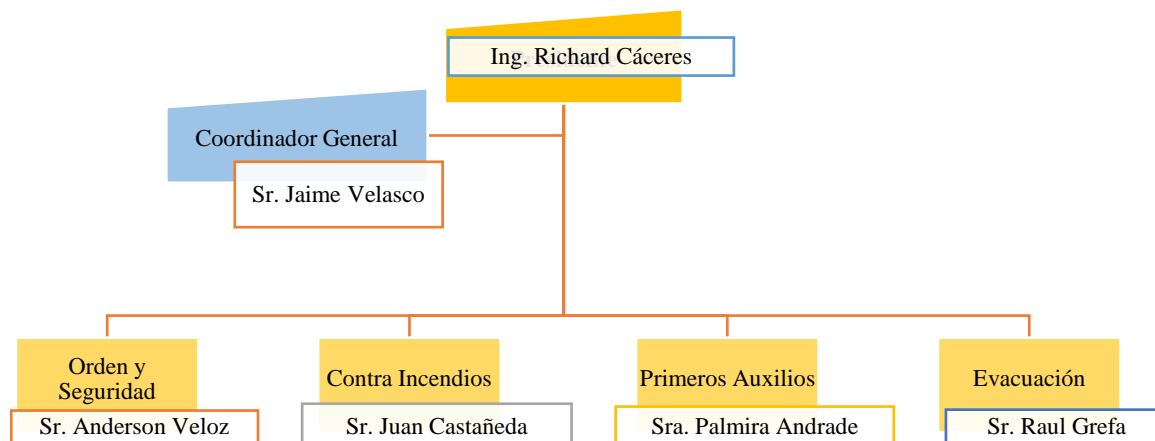 Ing. Richard Cáceres
Coordinador General
Sr. Jaime Velasco
Orden y
Seguridad
Sr. Anderson Veloz
Contra Incendios
Sr. Juan Castañeda
Primeros Auxilios
Sra. Palmira Andrade
Evacuación
Sr. Raul Grefa